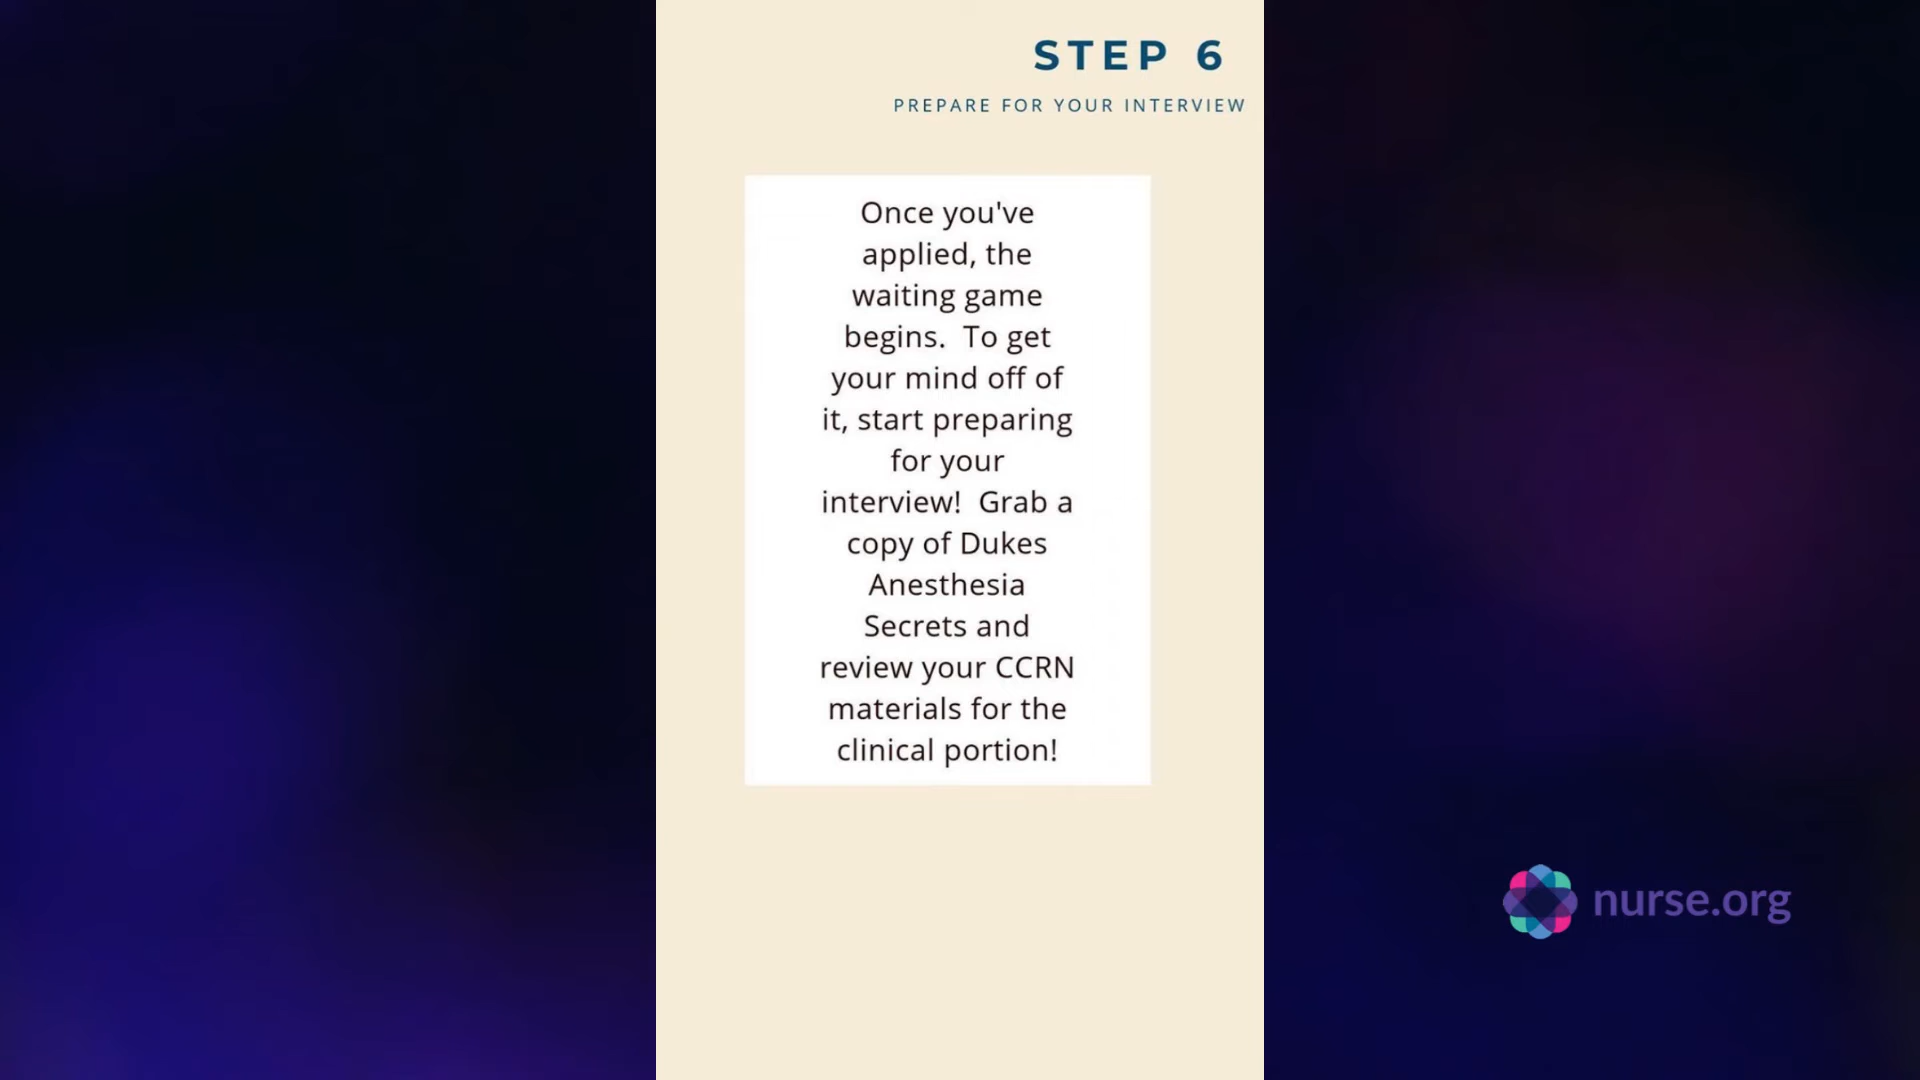 STEP 6
PREPARE FOR YOUR INTERVIEW
Once you've
applied, the
waiting game
begins.  To get
your mind off of
it, start preparing
for your
interview!  Grab a
copy of Dukes
Anesthesia
Secrets and
review your CCRN
materials for the
clinical portion!
nurse.org